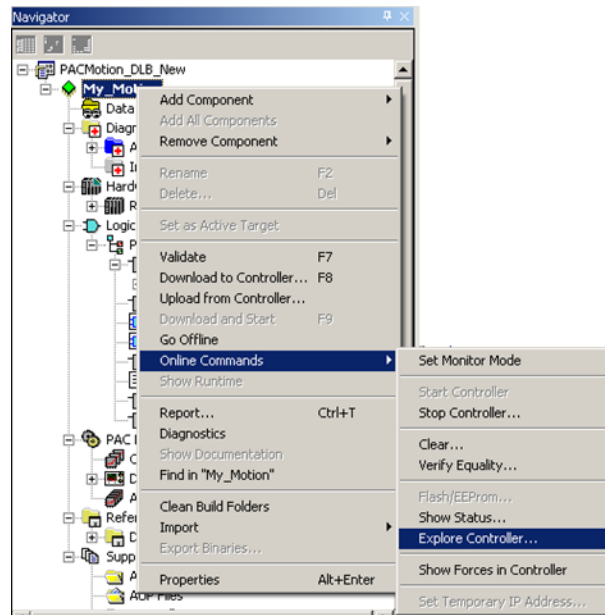 Navigator
PACMotion_DLB_New
My_Motion
Data
Diagr
A
I
Hard
R
Logic
P
PAC
C
D
A
Refer
D
Supp
A
AUP Files
Add Component
Add All Components
Remove Component
Rename F2
Delete... Del
Set as Active Target
Validate F7
Download to Controller... F8
Upload from Controller...
Download and Start F9
Go Offline
Online Commands
Show Runtime
Report... Ctrl+T
Diagnostics
Show Documentation
Find in "My_Motion"
Clean Build Folders
Import
Export Binaries...
Properties Alt+Enter
Set Monitor Mode
Start Controller
Stop Controller...
Clear...
Verify Equality...
Flash/EEProm...
Show Status...
Explore Controller...
Show Forces in Controller
Set Temporary IP Address...